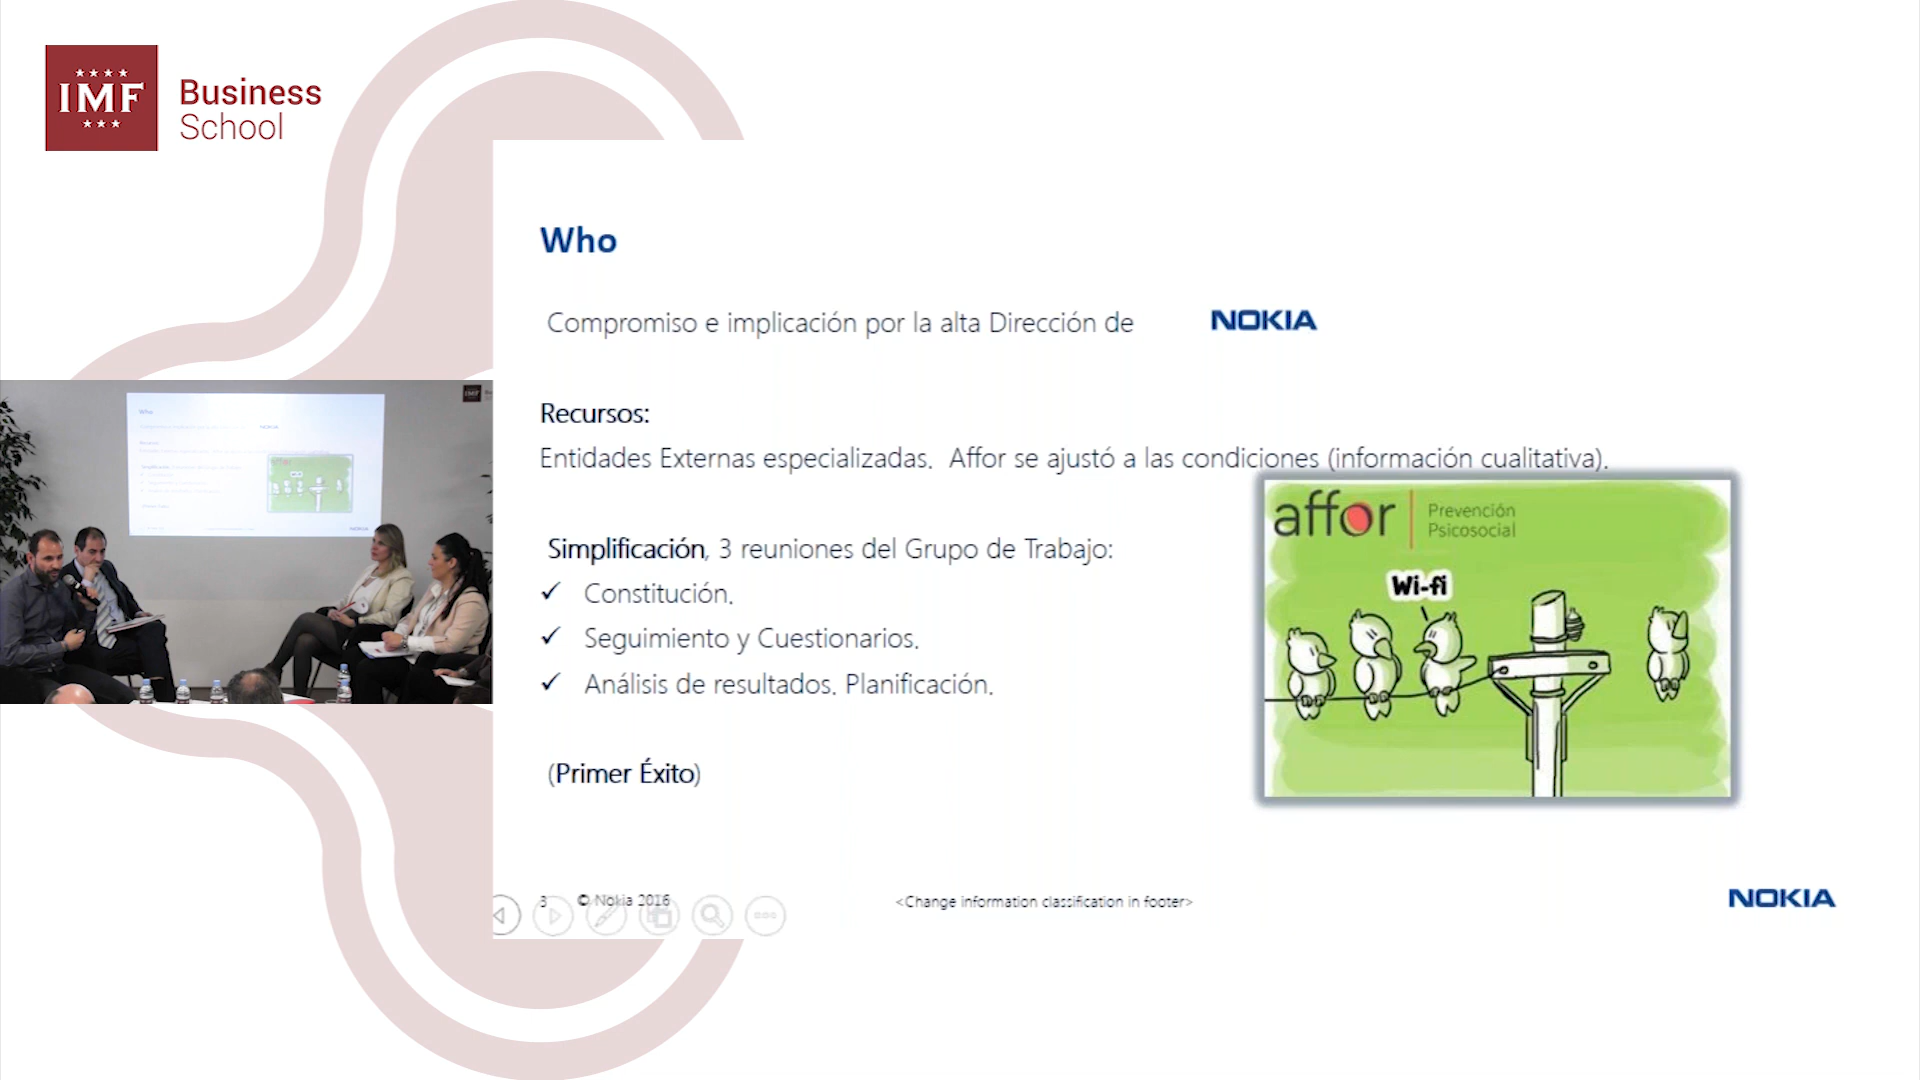 IMF
Business
School
Who
Compromiso e implicación por la alta Dirección de NOKIA
Recursos:
Entidades Externas especializadas. Affor se ajustó a las condiciones (información cualitativa).
affor Prevención
Psicosocial
Wi-fi
Simplificación, 3 reuniones del Grupo de Trabajo:
✓ Constitución.
✓ Seguimiento y Cuestionarios.
✓ Análisis de resultados. Planificación.
(Primer Éxito)
3 © Nokia 2016 <Change information classification in footer> NOKIA